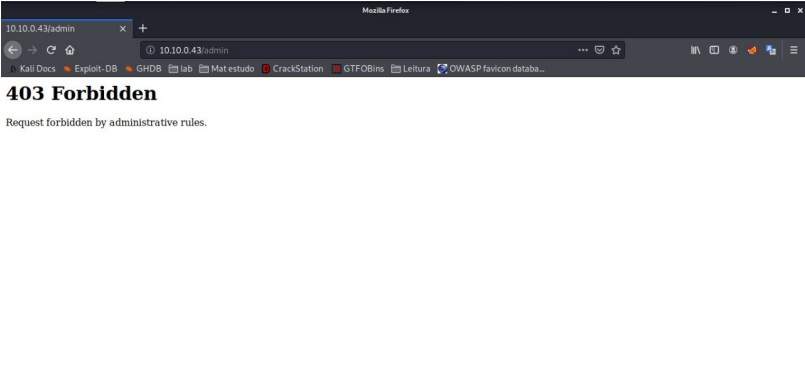 Mozilla Firefox
10.10.0.43/admin
10.10.0.43/admin
Kali Docs Exploit-DB GHDB lab Mat estudo CrackStation GTFOBins Leitura OWASP favicon databa...
403 Forbidden
Request forbidden by administrative rules.